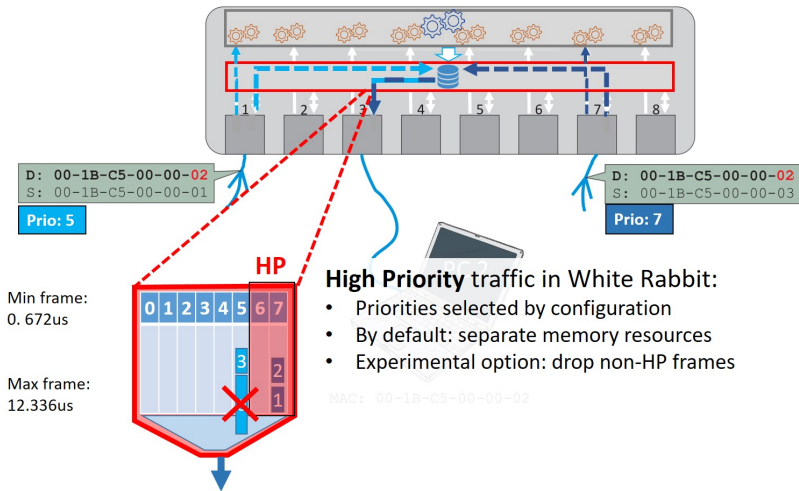 1 2 3 4 5 6 7 8
D: 00-1B-C5-00-00-02
S: 00-1B-C5-00-00-01
Prio: 5
D: 00-1B-C5-00-00-02
S: 00-1B-C5-00-00-03
Prio: 7
HP
0 1 2 3 4 5 6 7
3
2
1
Min frame:
0. 672us
Max frame:
12.336us
PC 2
High Priority traffic in White Rabbit:
• Priorities selected by configuration
• By default: separate memory resources
• Experimental option: drop non-HP frames
MAC: 00-1B-C5-00-00-02